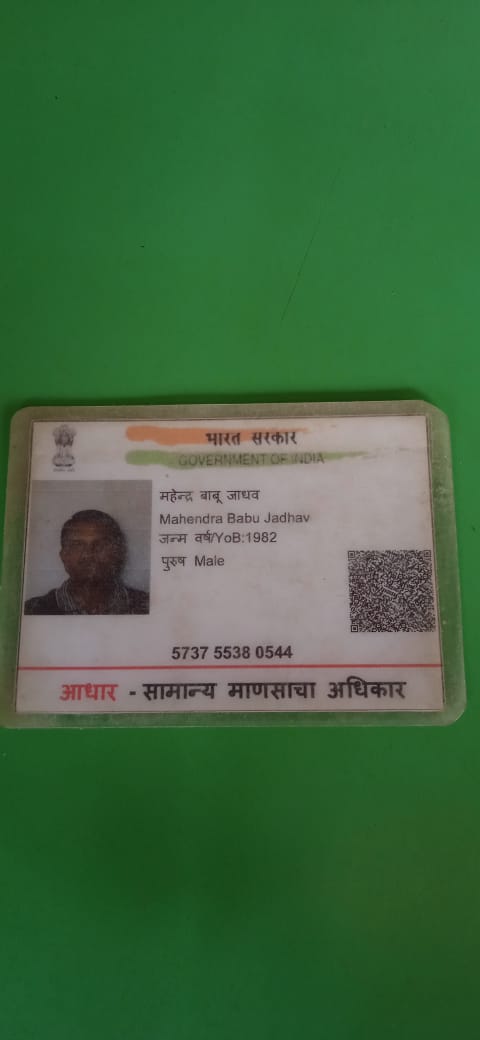 भारत सरकार
GOVERNMENT OF INDIA
महेन्द्र बाबू जाधव
Mahendra Babu Jadhav
जन्म वर्ष/YoB:1982
पुरुष Male
5737 5538 0544
आधार - सामान्य माणसाचा अधिकार